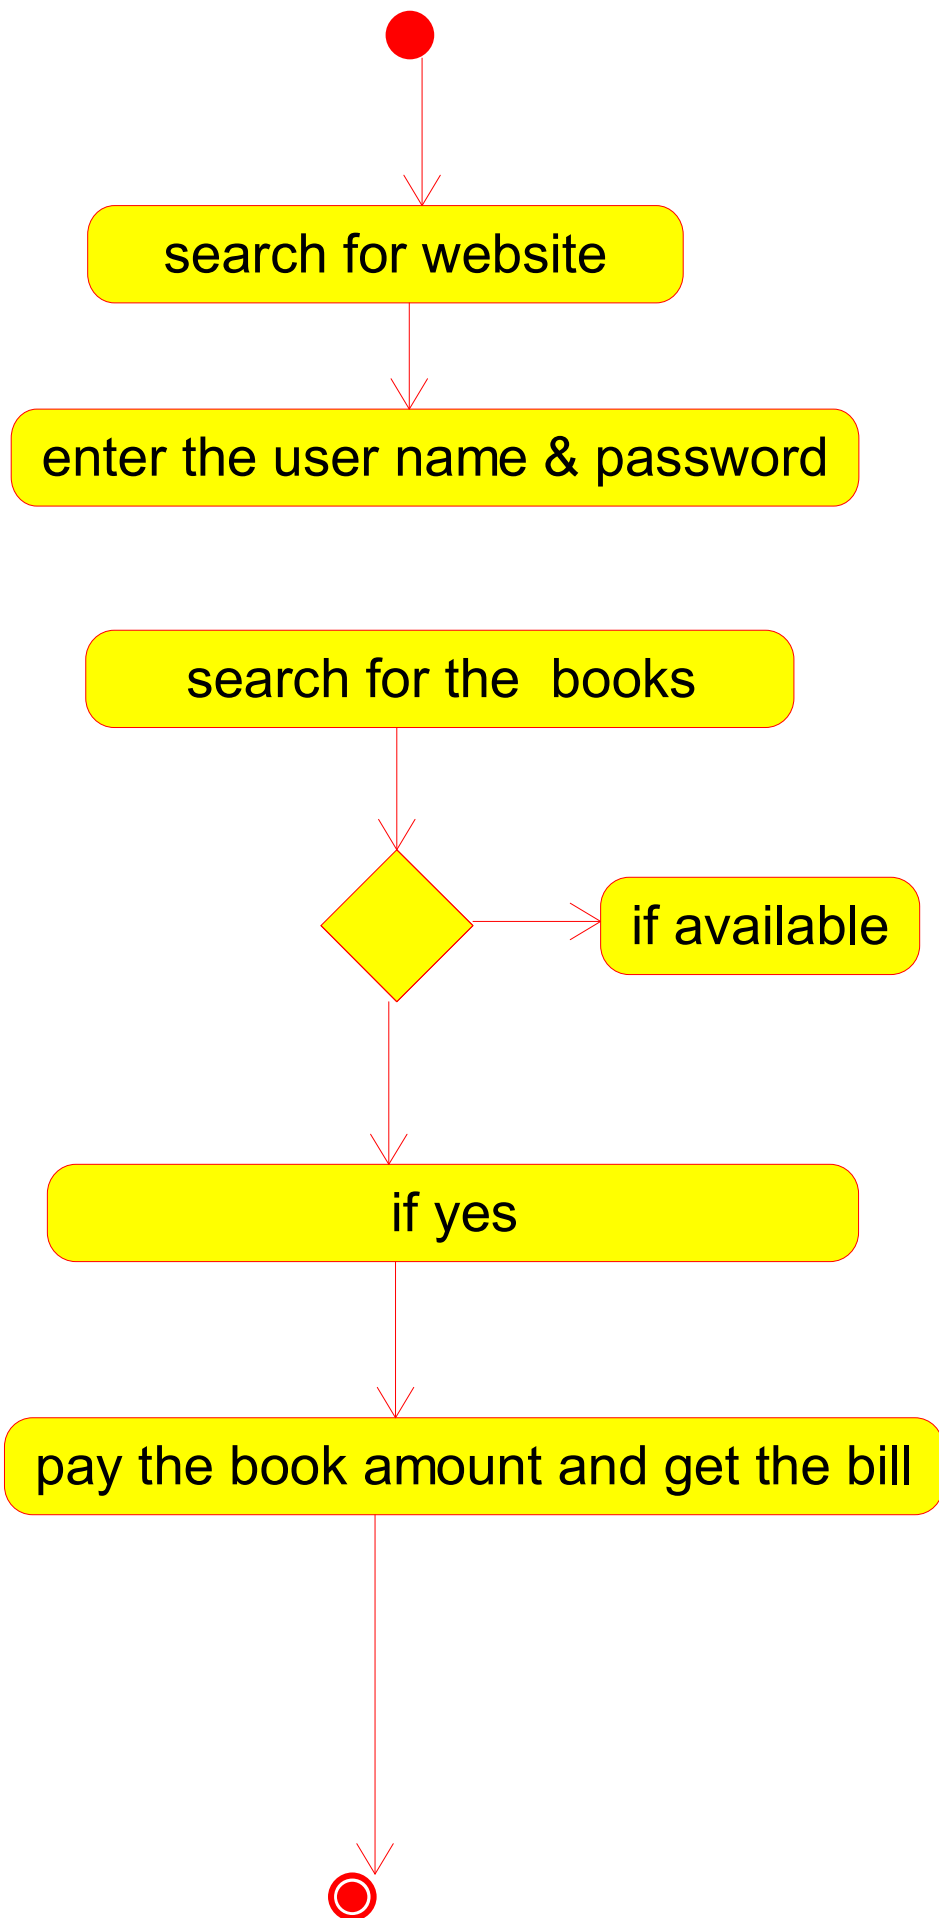 search for website
enter the user name & password
search for the  books
if available
if yes
pay the book amount and get the bill